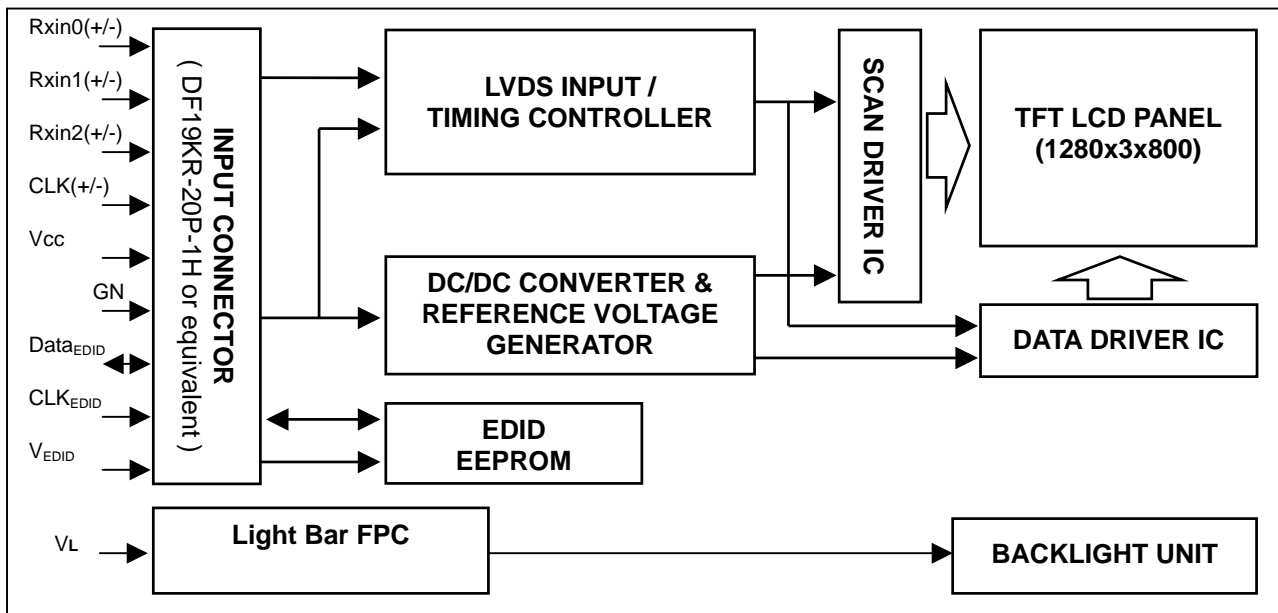 Rxin0(+/-)
Rxin1(+/-)
Rxin2(+/-)
CLK(+/-)
Vcc
GN
DataEDID
CLKEDID
VEDID
VL
INPUT CONNECTOR
( DF19KR-20P-1H or equivalent )
LVDS INPUT /
TIMING CONTROLLER
DC/DC CONVERTER &
REFERENCE VOLTAGE
GENERATOR
EDID
EEPROM
SCAN DRIVER IC
TFT LCD PANEL
(1280x3x800)
DATA DRIVER IC
Light Bar FPC
BACKLIGHT UNIT